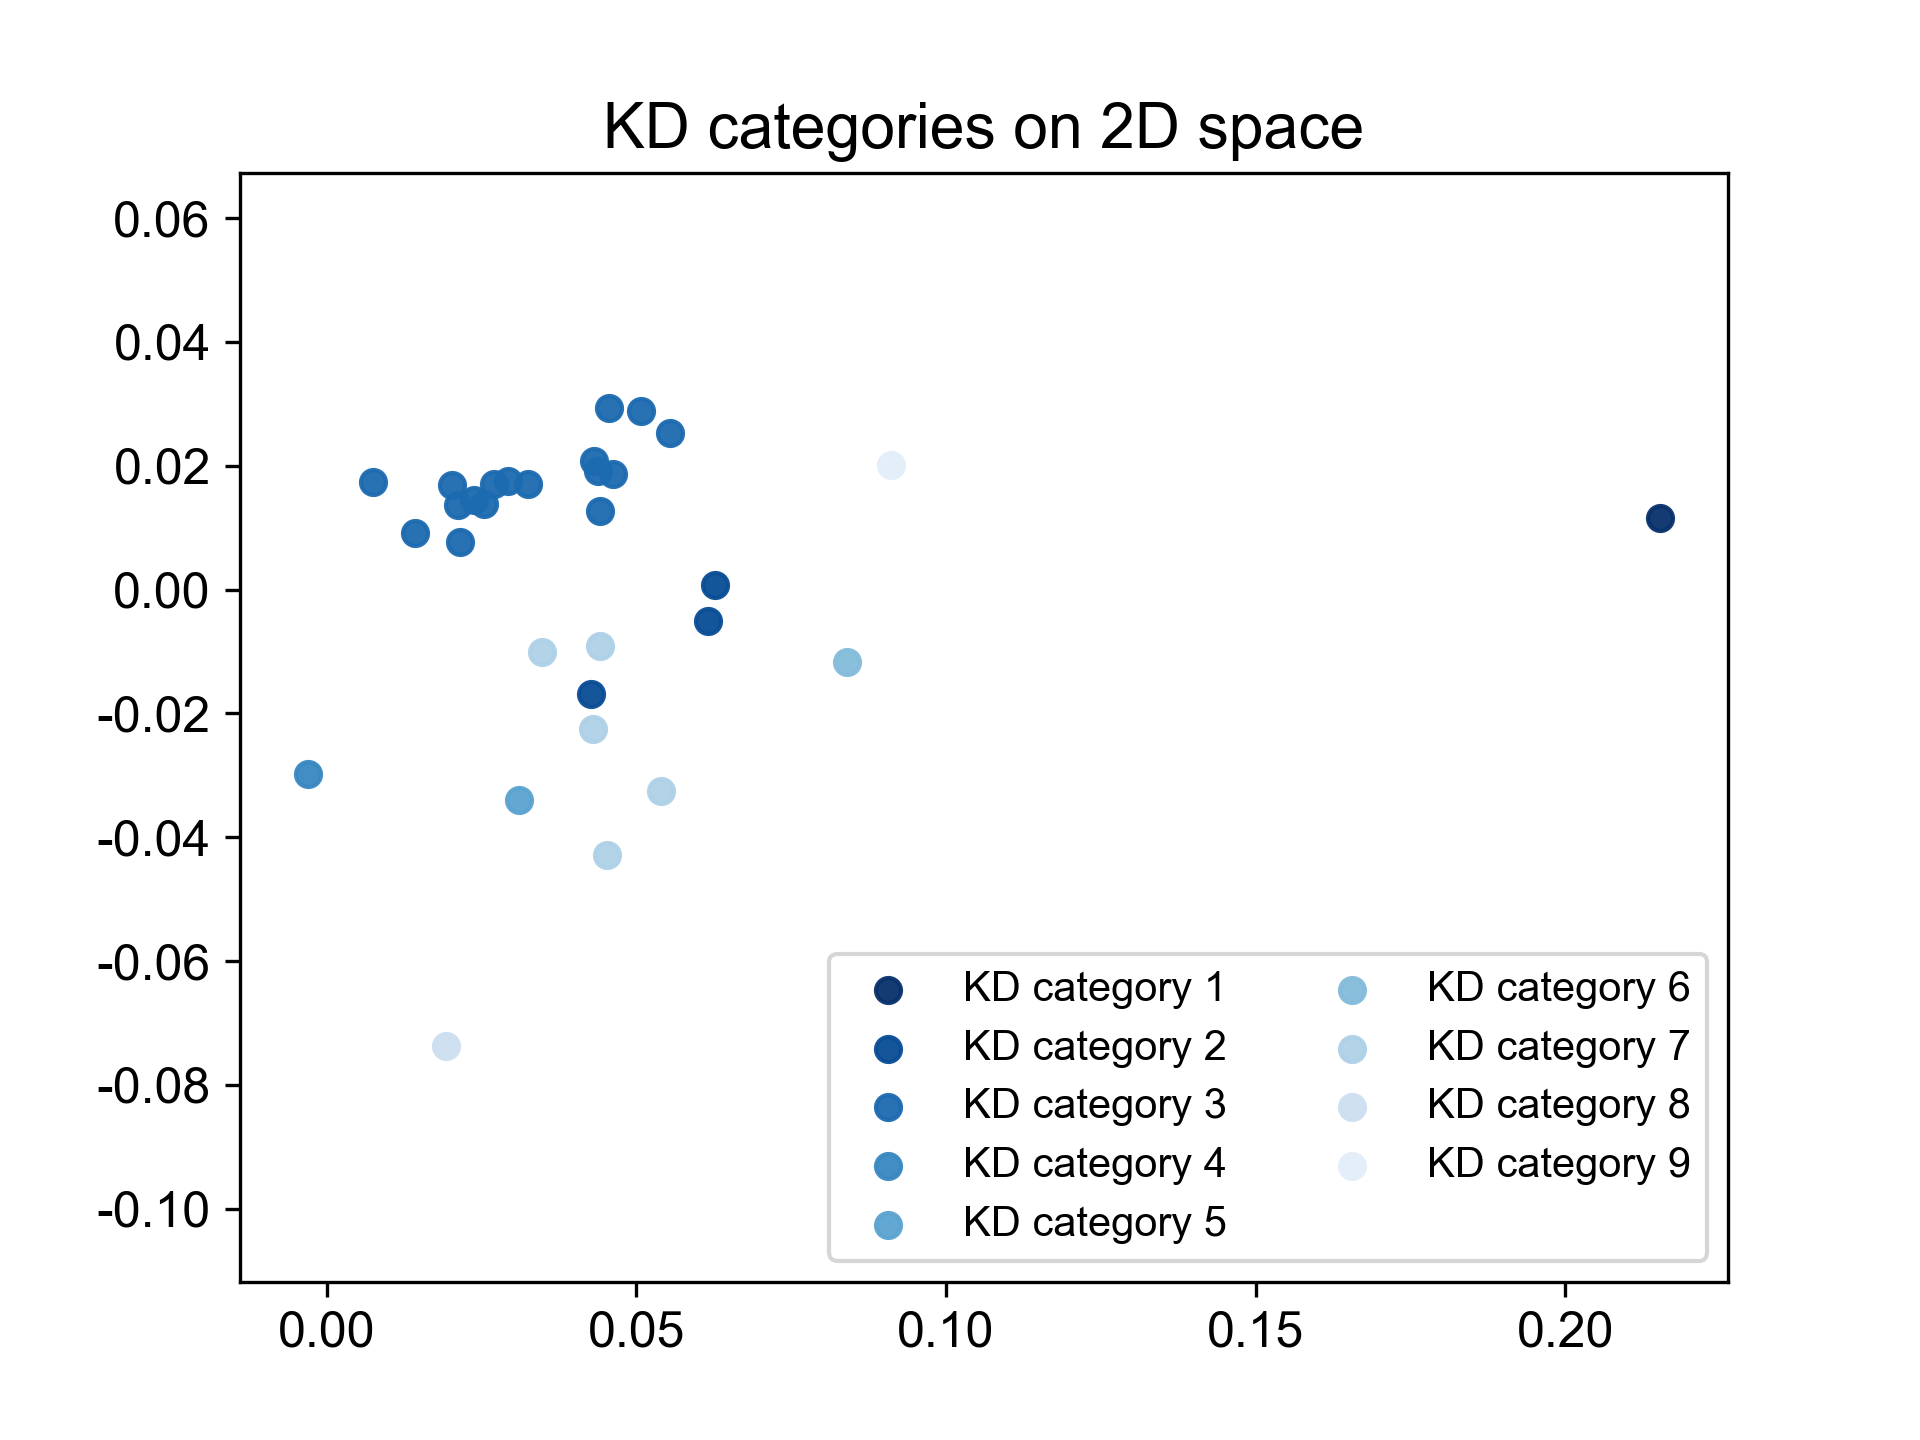 KD categories on 2D space
0.06
0.04
0.02
0.00
-0.02
-0.04
-0.06
-0.08
-0.10
KD category 1
KD category 2
KD category 3
KD category 4
KD category 5
KD category 6
KD category 7
KD category 8
KD category 9
0.00 0.05 0.10 0.15 0.20